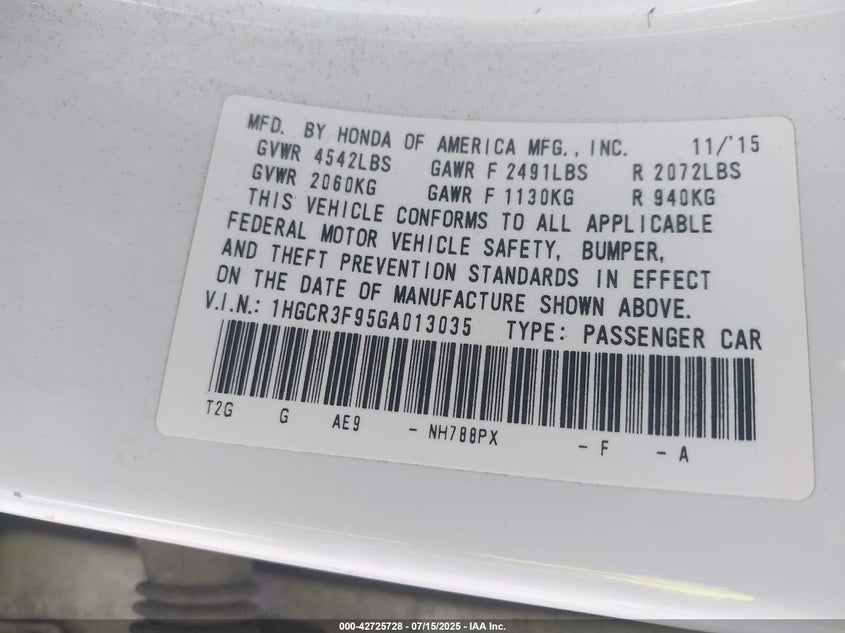 MFD. BY HONDA OF AMERICA MFG., INC. 11/'15
GVWR 4542LBS GAWR F 2491LBS R 2072LBS
GVWR 2060KG GAWR F 1130KG R 940KG
THIS VEHICLE CONFORMS TO ALL APPLICABLE
FEDERAL MOTOR VEHICLE SAFETY, BUMPER,
AND THEFT PREVENTION STANDARDS IN EFFECT
ON THE DATE OF MANUFACTURE SHOWN ABOVE.
V.I.N.: 1HGCR3F95GA013035 TYPE: PASSENGER CAR
T2G G AE9 - NH788PX - F - A
000-42725728 - 07/15/2025 - IAA Inc.